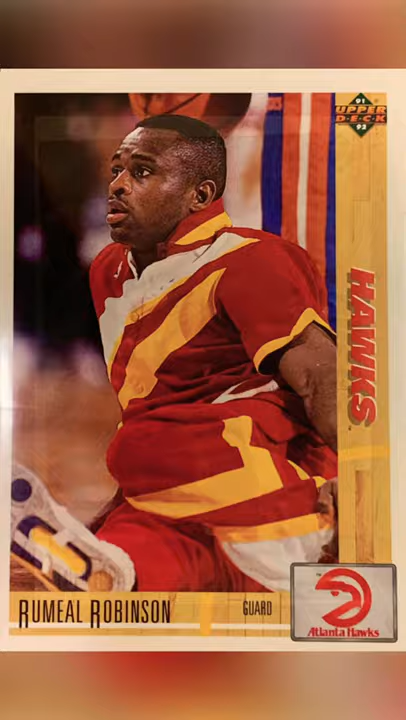 91
UPPER
DECK
92
HAWKS
RUMEAL ROBINSON
GUARD
Atlanta Hawks